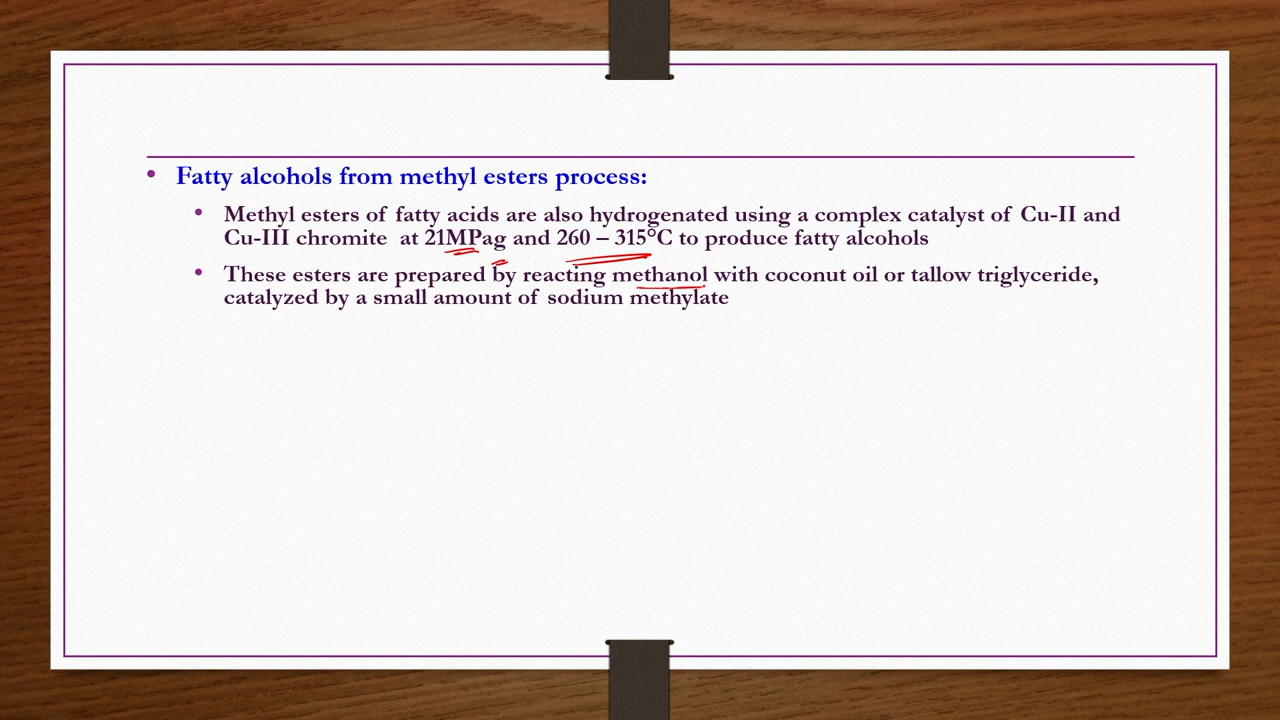 • Fatty alcohols from methyl esters process:
• Methyl esters of fatty acids are also hydrogenated using a complex catalyst of Cu-II and
Cu-III chromite at 21MPag and 260 – 315°C to produce fatty alcohols
• These esters are prepared by reacting methanol with coconut oil or tallow triglyceride,
catalyzed by a small amount of sodium methylate